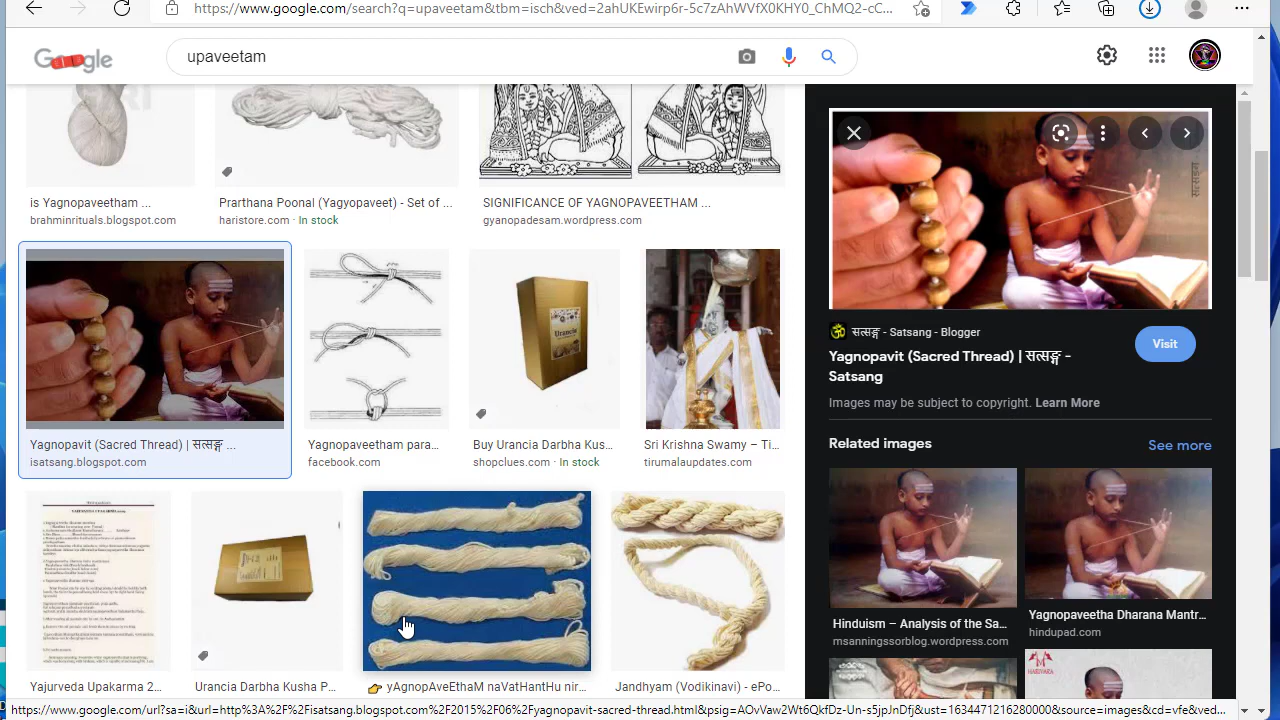 https://www.google.com/search?q=upaveetam&tbm=isch&ved=2ahUKEwirp6r-5c7zAhWVfX0KHY0_ChMQ2-cC...
Google
upaveetam
is Yagnopaveetham ...
brahminrituals.blogspot.com
Prarthana Poonal (Yagyopaveet) - Set of ...
haristore.com · In stock
SIGNIFICANCE OF YAGNOPAVEETHAM ...
gyanopadesam.wordpress.com
Yagnopavit (Sacred Thread) | सत्सङ्ग ...
isatsang.blogspot.com
Yagnopaveetham para...
facebook.com
Urancia
Buy Urancia Darbha Kus...
shopclues.com · In stock
Sri Krishna Swamy – Ti...
tirumalaupdates.com
Yajurveda Upakarma 2...
Urancia Darbha Kusha P...
👉 yAgnopAveEthaM naVatHantHu nir...
Jandhyam (Vodikinavi) - ePo...
सत्सङ्ग - Satsang - Blogger
Yagnopavit (Sacred Thread) | सत्सङ्ग -
Satsang
Visit
Images may be subject to copyright. Learn More
Related images
See more
Hinduism – Analysis of the Sa...
msanningssorblog.wordpress.com
Yagnopaveetha Dharana Mantr...
hindupad.com
https://www.google.com/url?sa=i&url=http%3A%2F%2Fisatsang.blogspot.com%2F2015%2F06%2Fyagnopavit-sacred-thread.html&psig=AOvVaw2Wt6QkfDz-Un-s5jpJnDfj&ust=1634471216280000&source=images&cd=vfe&ved...